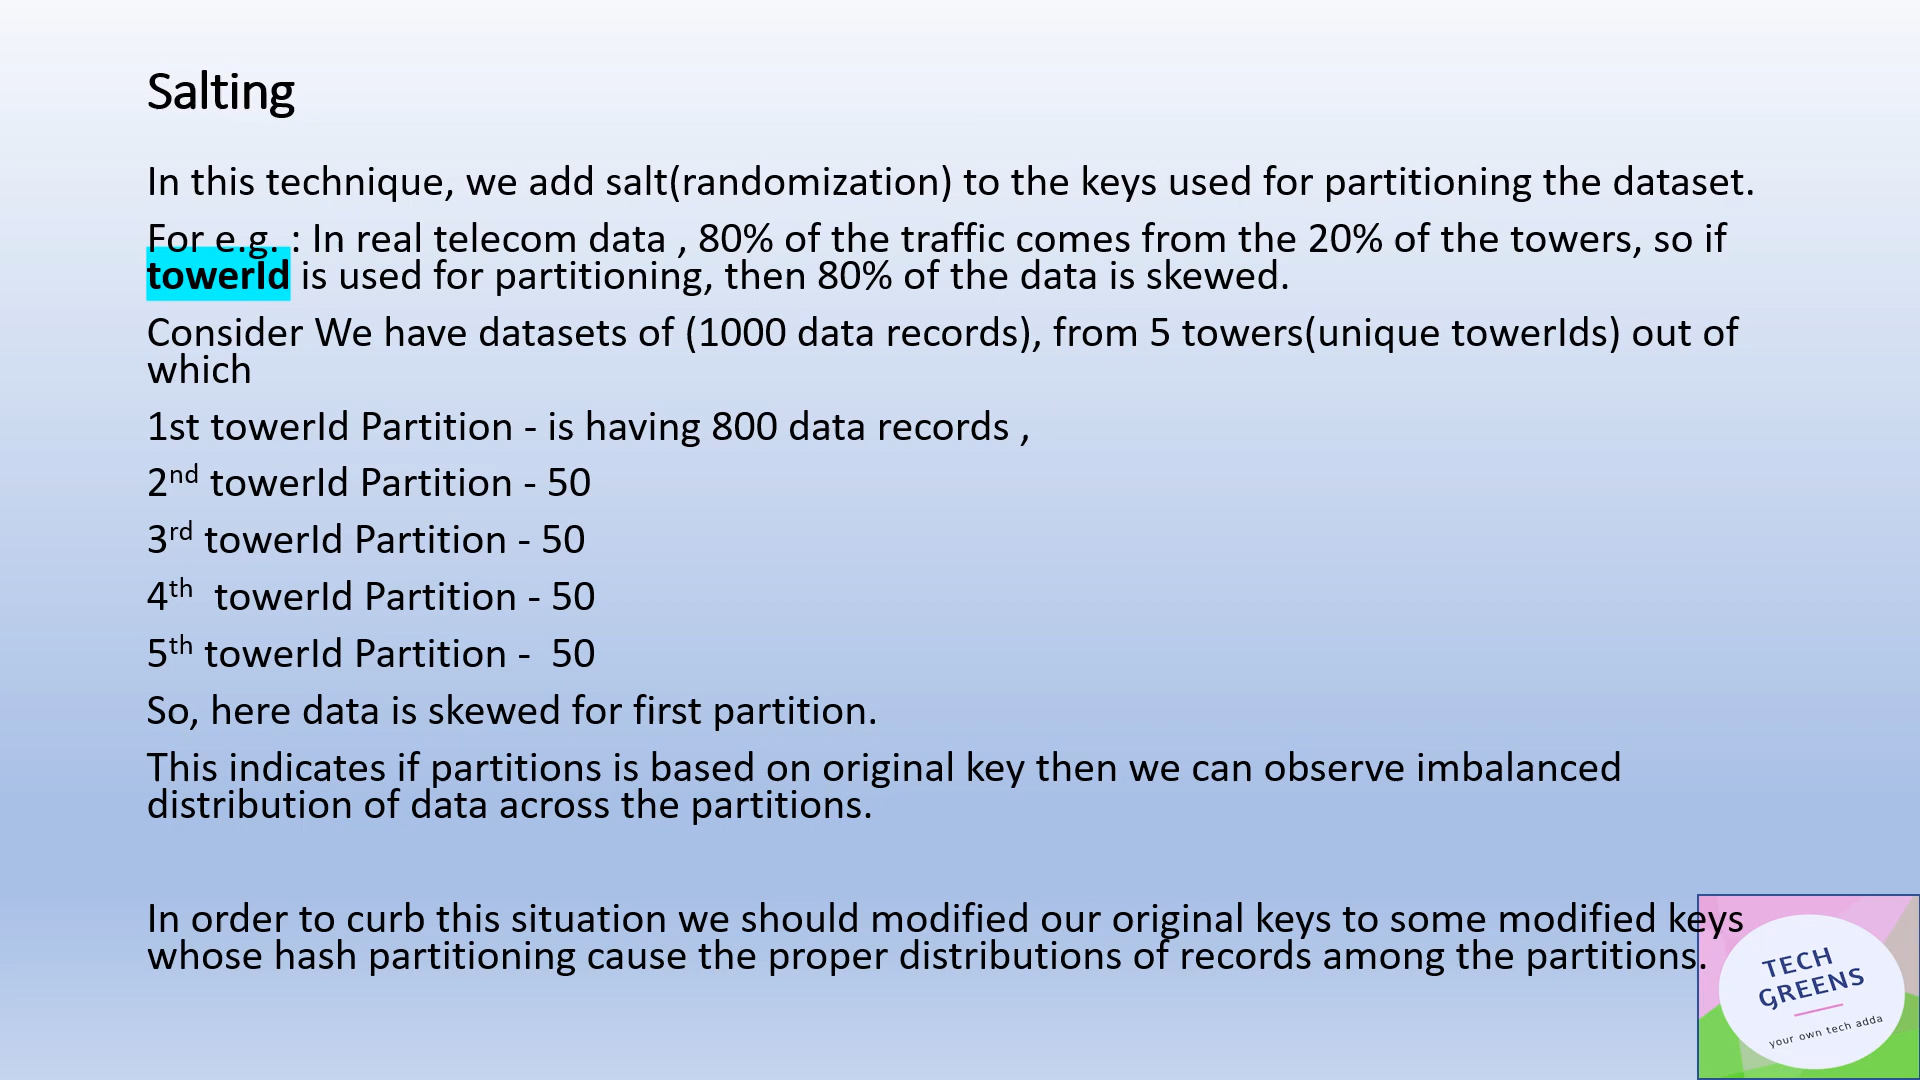 Salting
In this technique, we add salt(randomization) to the keys used for partitioning the dataset.
For e.g. : In real telecom data , 80% of the traffic comes from the 20% of the towers, so if
towerId is used for partitioning, then 80% of the data is skewed.
Consider We have datasets of (1000 data records), from 5 towers(unique towerIds) out of
which
1st towerId Partition - is having 800 data records ,
2nd towerId Partition - 50
3rd towerId Partition - 50
4th  towerId Partition - 50
5th towerId Partition -  50
So, here data is skewed for first partition.
This indicates if partitions is based on original key then we can observe imbalanced
distribution of data across the partitions.
In order to curb this situation we should modified our original keys to some modified keys
whose hash partitioning cause the proper distributions of records among the partitions.
TECH
GREENS
your own tech adda